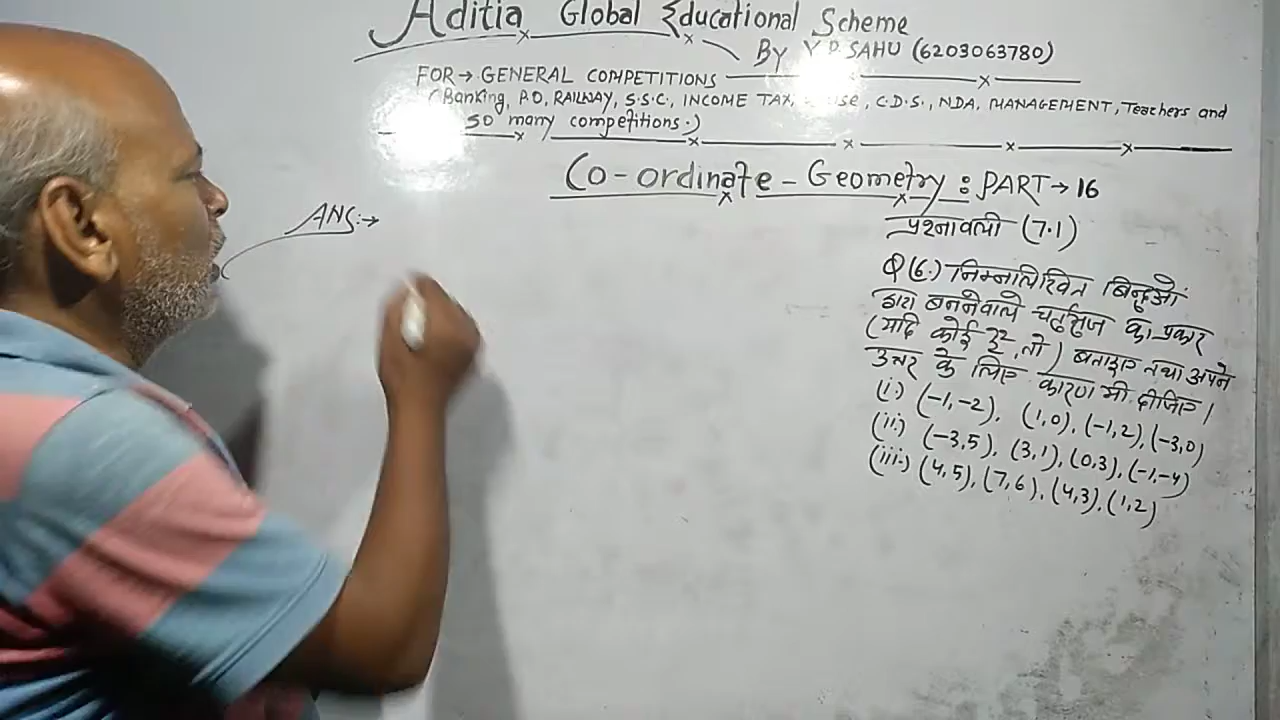 Aditia Global Educational Scheme
By Y P SAHU (6203063780)
FOR→ GENERAL COMPETITIONS
(Banking, P.O, RAILWAY, S.S.C., INCOME TAX, C.D.S., NDA, MANAGEMENT, Teachers and
so many competitions.)
Co-ordinate-Geometry : PART→ 16
ANS:→
प्रश्नावली (7.1)
Q (6.) निम्नलिखित बिन्दुओं
द्वारा बननेवाले चर्तुभुज का प्रकार
(यदि कोई है, तो) बताइए तथा अपने
उत्तर के लिए कारण भी दीजिए।
(i.) (-1,-2), (1,0), (-1,2), (-3,0)
(ii.) (-3,5), (3,1), (0,3), (-1,-4)
(iii.) (4,5), (7,6), (4,3), (1,2)